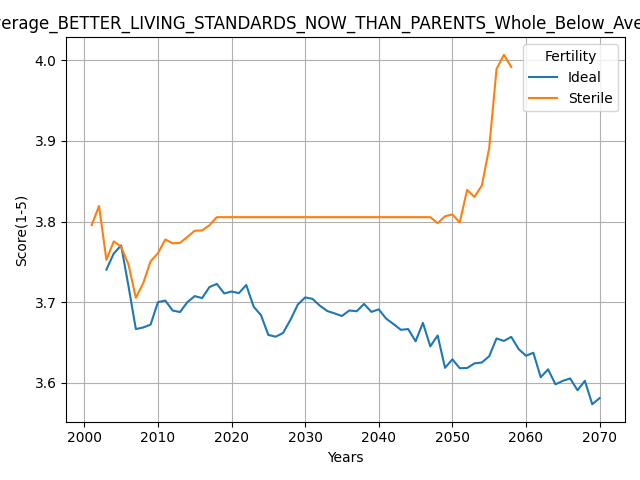 verage_BETTER_LIVING_STANDARDS_NOW_THAN_PARENTS_Whole_Below_Ave
Fertility
Ideal
Sterile
Score(1-5)
4.0
3.9
3.8
3.7
3.6
2000 2010 2020 2030 2040 2050 2060 2070
Years